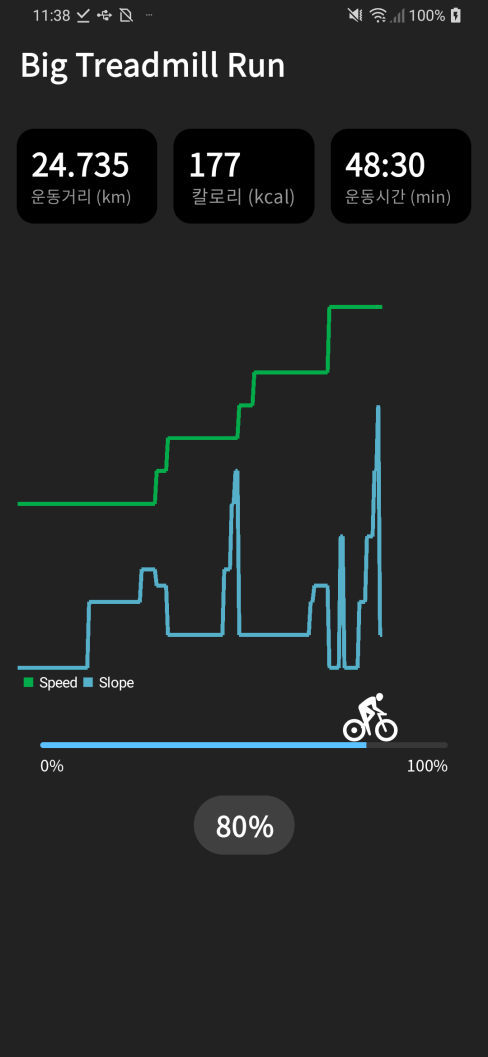 11:38
100%
Big Treadmill Run
24.735
운동거리 (km)
177
칼로리 (kcal)
48:30
운동시간 (min)
Speed
Slope
0%
100%
80%